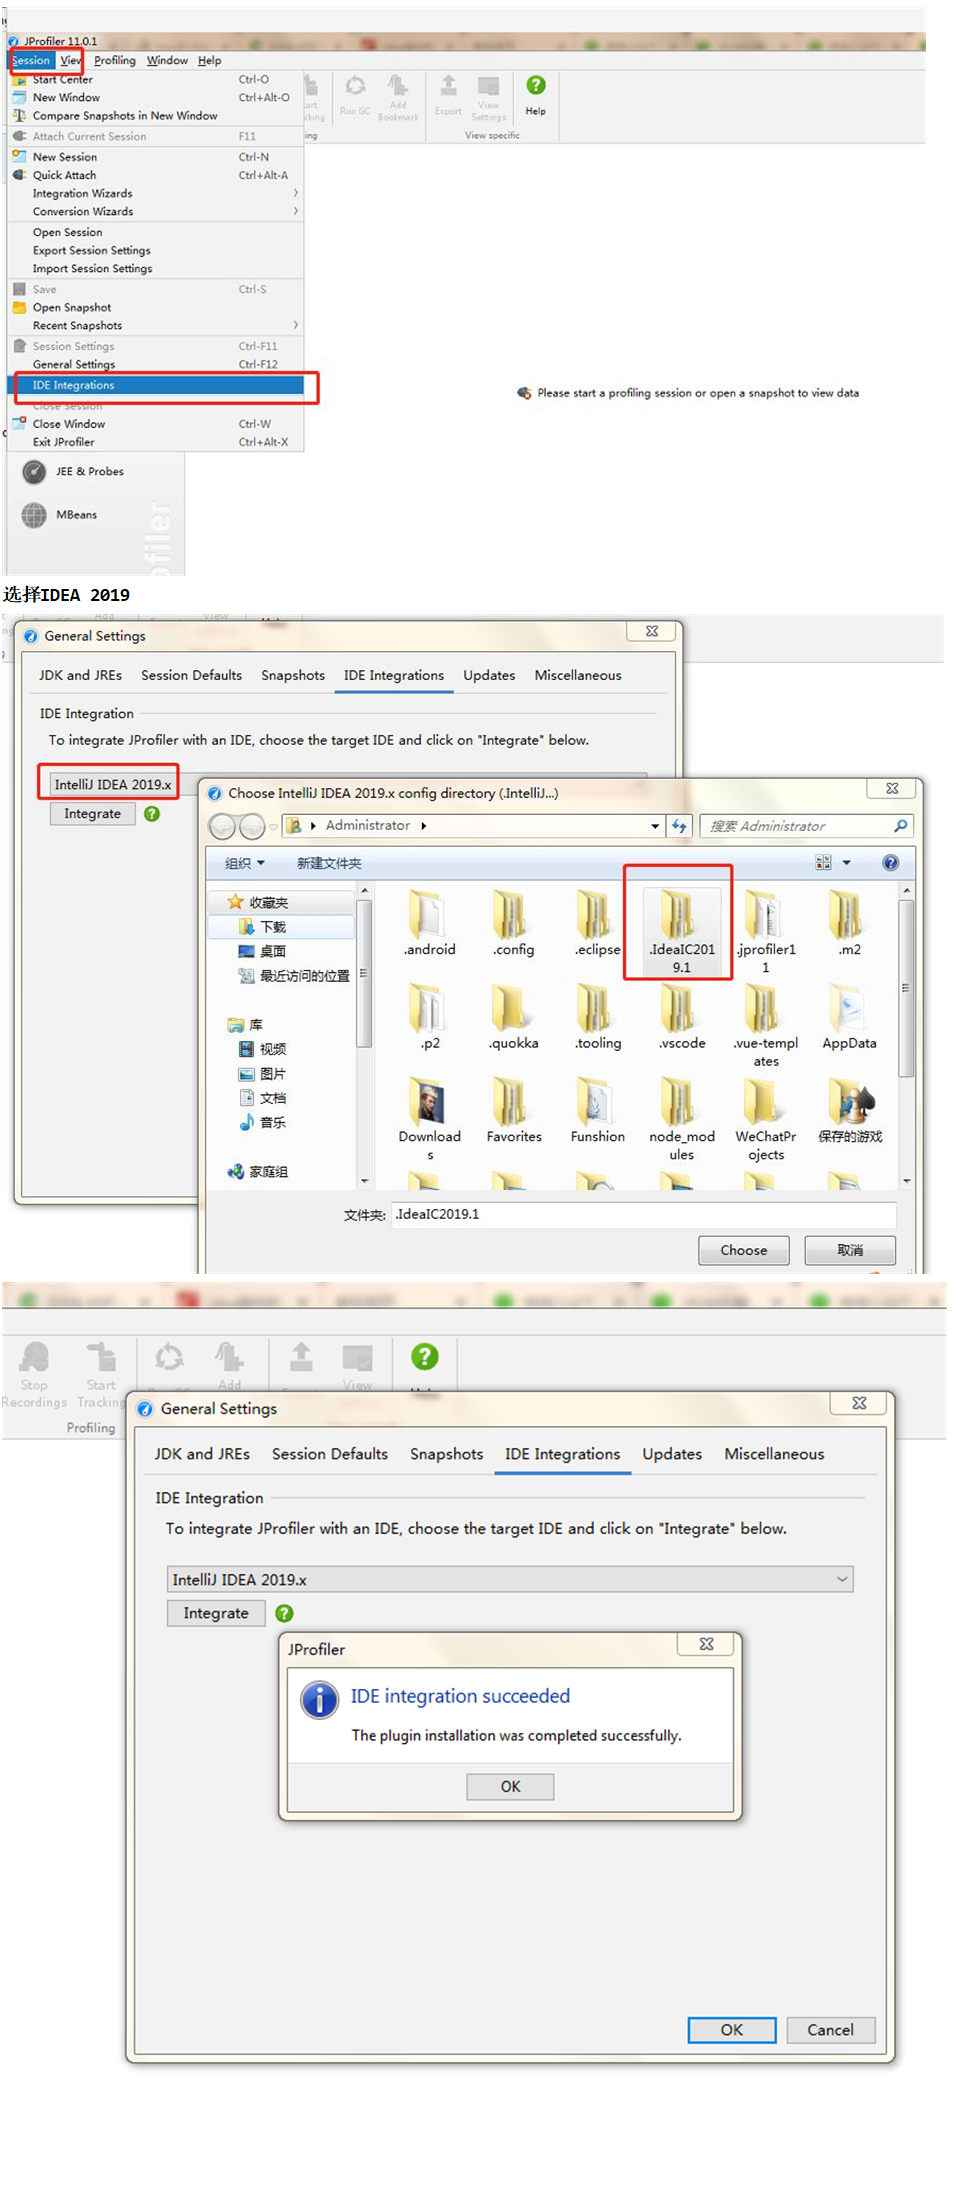 JProfiler 11.0.1
Session View Profiling Window Help
Start Center Ctrl-O
New Window Ctrl+Alt-O
Compare Snapshots in New Window
Attach Current Session F11
New Session Ctrl-N
Quick Attach Ctrl+Alt-A
Integration Wizards
Conversion Wizards
Open Session
Export Session Settings
Import Session Settings
Save Ctrl-S
Open Snapshot
Recent Snapshots
Session Settings Ctrl-F11
General Settings Ctrl-F12
IDE Integrations
Close Session
Close Window Ctrl-W
Exit JProfiler Ctrl+Alt-X
Run GC
Add Bookmark
Export
View Settings
Help
View specific
Please start a profiling session or open a snapshot to view data
JEE & Probes
MBeans
选择IDEA 2019
General Settings
JDK and JREs Session Defaults Snapshots IDE Integrations Updates Miscellaneous
IDE Integration
To integrate JProfiler with an IDE, choose the target IDE and click on "Integrate" below.
IntelliJ IDEA 2019.x
Integrate
Choose IntelliJ IDEA 2019.x config directory (.IntelliJ...)
Administrator
搜索 Administrator
组织 新建文件夹
收藏夹
下载
桌面
最近访问的位置
库
视频
图片
文档
音乐
家庭组
.android .config .eclipse .IdeaIC2019.1 .jprofiler11 .m2
.p2 .quokka .tooling .vscode .vue-templates AppData
Downloads Favorites Funshion node_modules WeChatProjects 保存的游戏
文件夹: .IdeaIC2019.1
Choose 取消
Stop Recordings
Start Tracking
Add
View
Profiling
General Settings
JDK and JREs Session Defaults Snapshots IDE Integrations Updates Miscellaneous
IDE Integration
To integrate JProfiler with an IDE, choose the target IDE and click on "Integrate" below.
IntelliJ IDEA 2019.x
Integrate
JProfiler
IDE integration succeeded
The plugin installation was completed successfully.
OK
OK Cancel